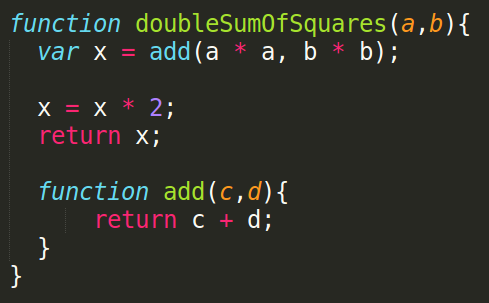 function doubleSumOfSquares(a,b){
  var x = add(a * a, b * b);

  x = x * 2;
  return x;

  function add(c,d){
      return c + d;
  }
}